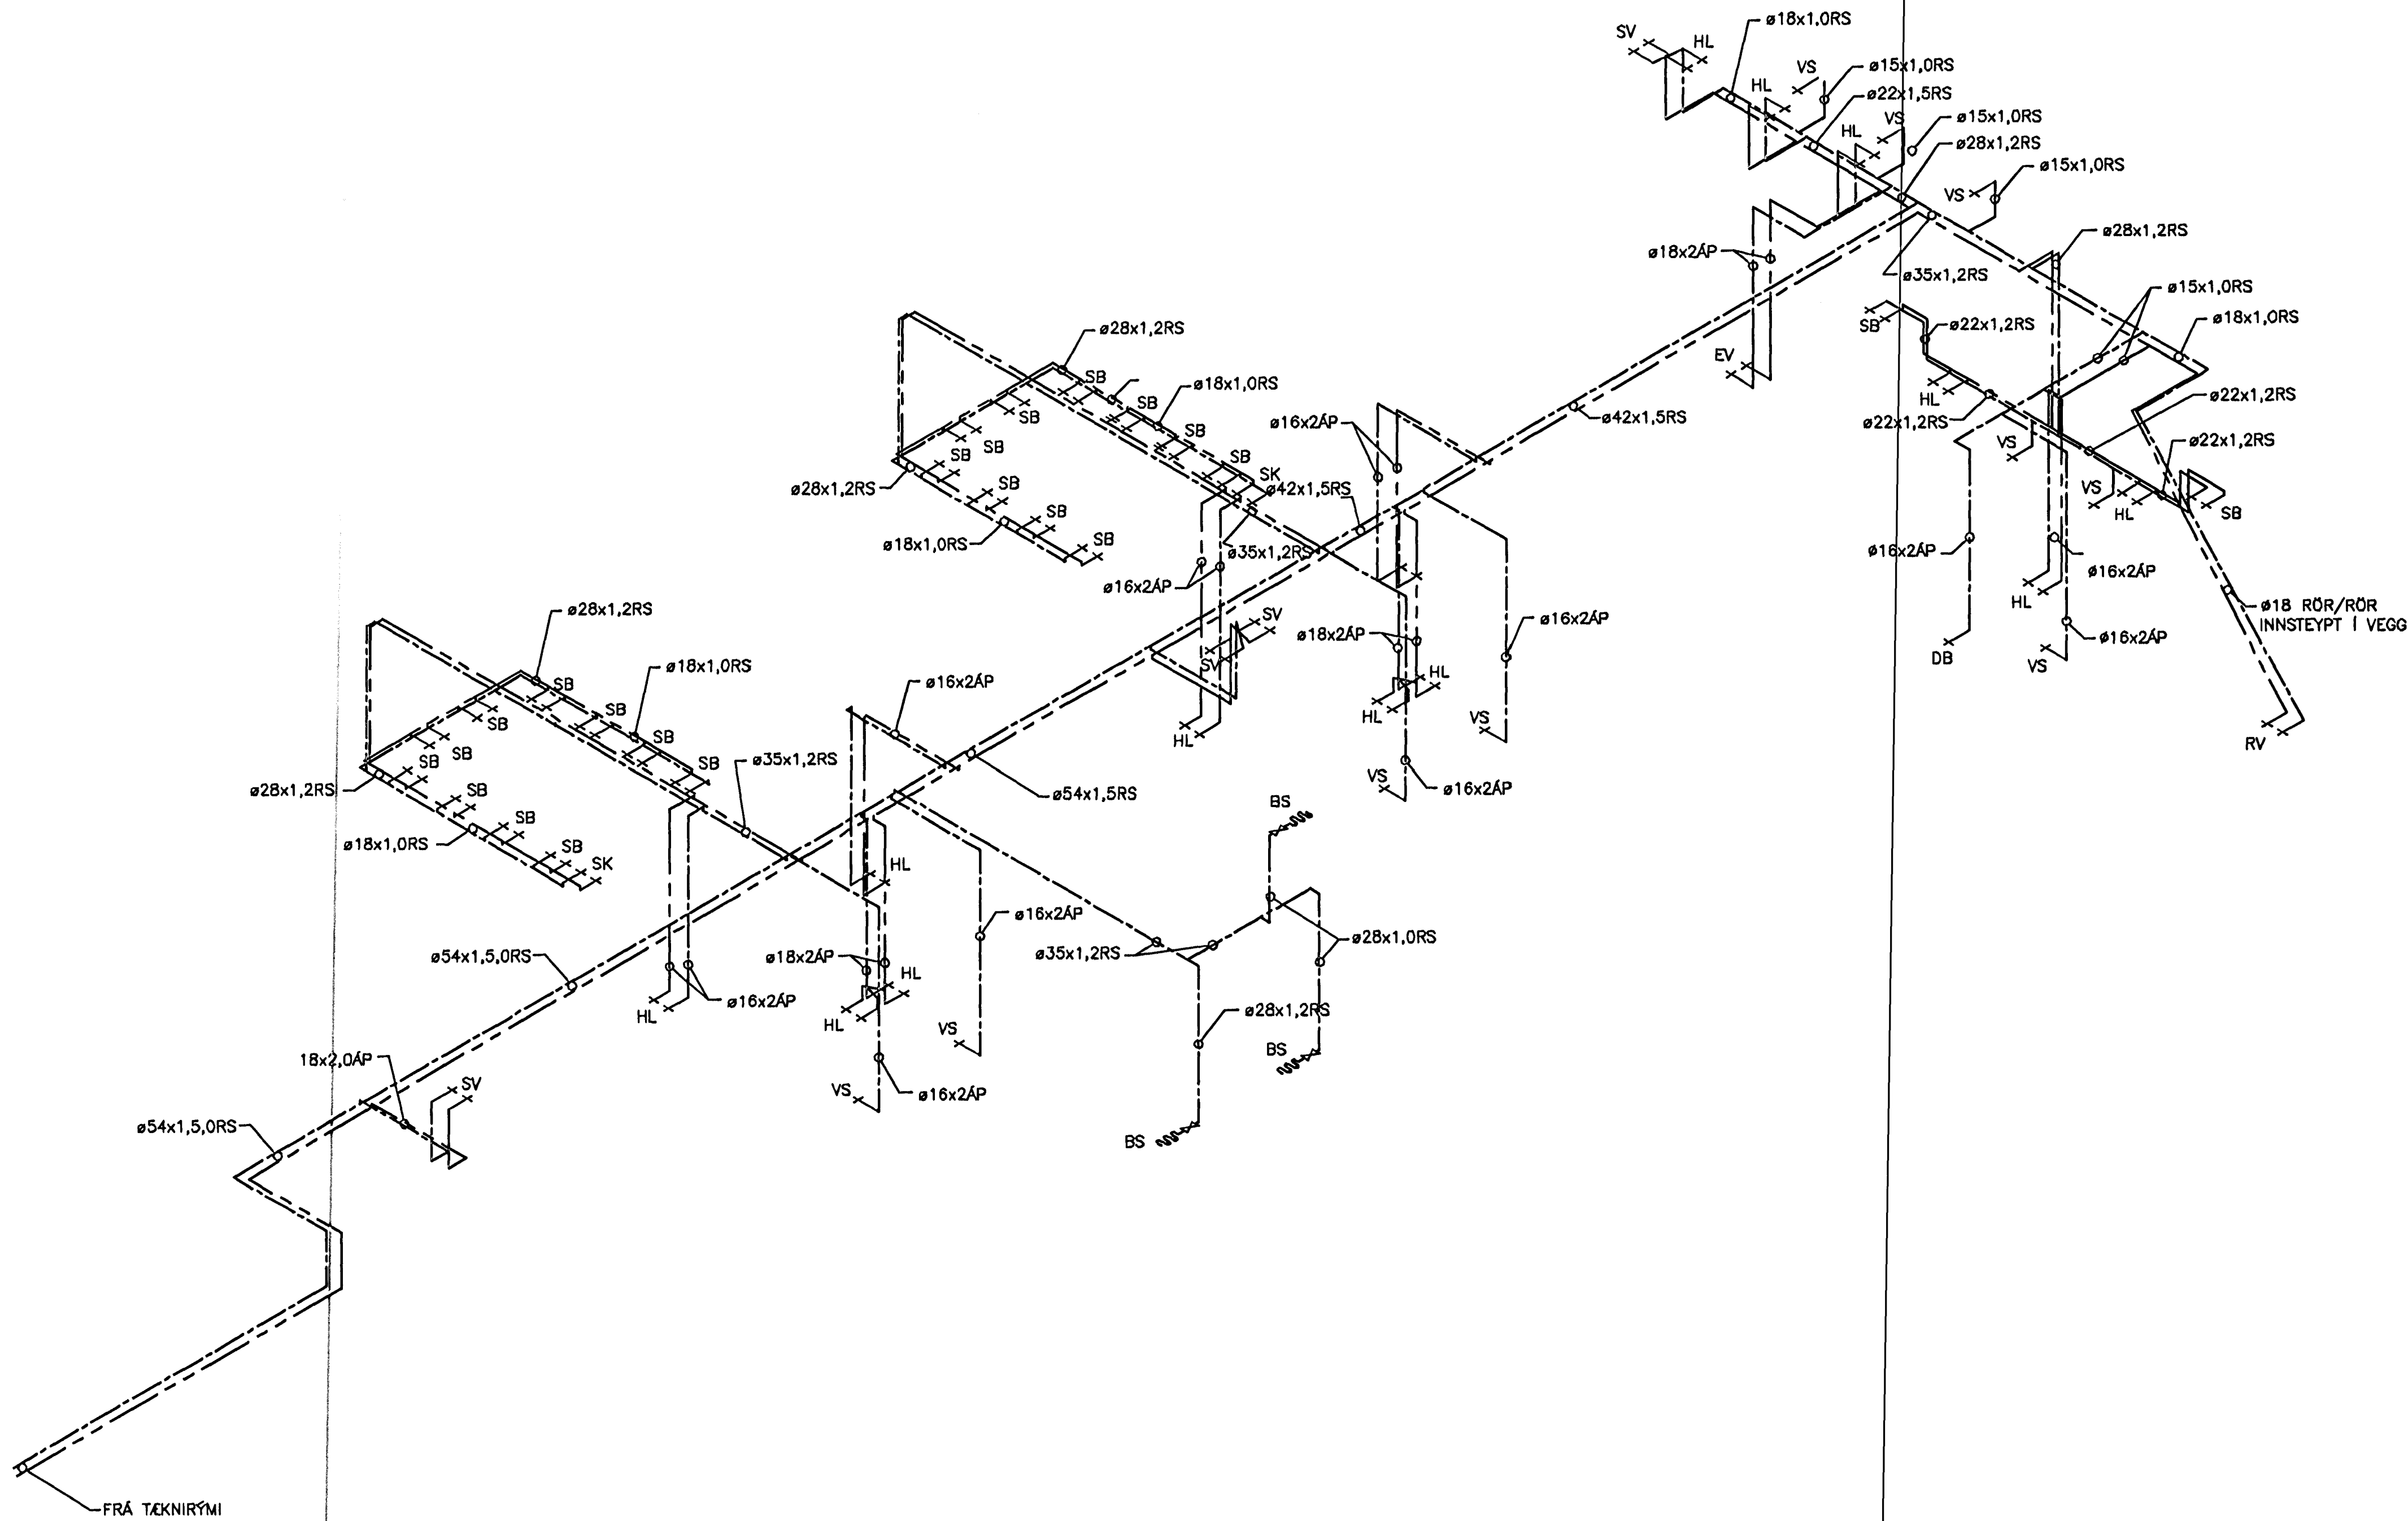 ø18x1,0RS
SV
HL
VS
ø15x1,0RS
HL
ø22x1,5RS
VS
ø15x1,0RS
HL
ø28x1,2RS
ø15x1,0RS
VS
ø28x1,2RS
ø18x2ÁP
ø35x1,2RS
ø15x1,0RS
ø18x1,0RS
SB
ø22x1,2RS
EV
HL
ø22x1,2RS
ø22x1,2RS
VS
ø22x1,2RS
VS
HL
SB
ø16x2ÁP
ø16x2ÁP
HL
ø16x2ÁP
DB
VS
ø18 RÖR/RÖR
INNSTEYPT Í VEGG
RV
ø28x1,2RS
SB
ø18x1,0RS
SB
SB
SB
SB
SB
SK
SB
SB
SB
SB
ø28x1,2RS
ø18x1,0RS
ø42x1,5RS
ø35x1,2RS
ø16x2ÁP
ø42x1,5RS
ø16x2ÁP
SV
SV
HL
ø18x2ÁP
HL
HL
VS
ø16x2ÁP
VS
ø16x2ÁP
ø28x1,2RS
SB
ø18x1,0RS
SB
SB
SB
SB
SB
SB
SB
SB
SB
SK
ø28x1,2RS
ø18x1,0RS
ø35x1,2RS
ø16x2ÁP
ø54x1,5RS
HL
BS
ø16x2ÁP
ø35x1,2RS
ø28x1,0RS
ø54x1,5,0RS
ø18x2ÁP
HL
ø16x2ÁP
HL
HL
VS
ø28x1,2RS
BS
18x2,0ÁP
SV
VS
ø16x2ÁP
ø54x1,5,0RS
BS
FRÁ TÆKNIRÝMI